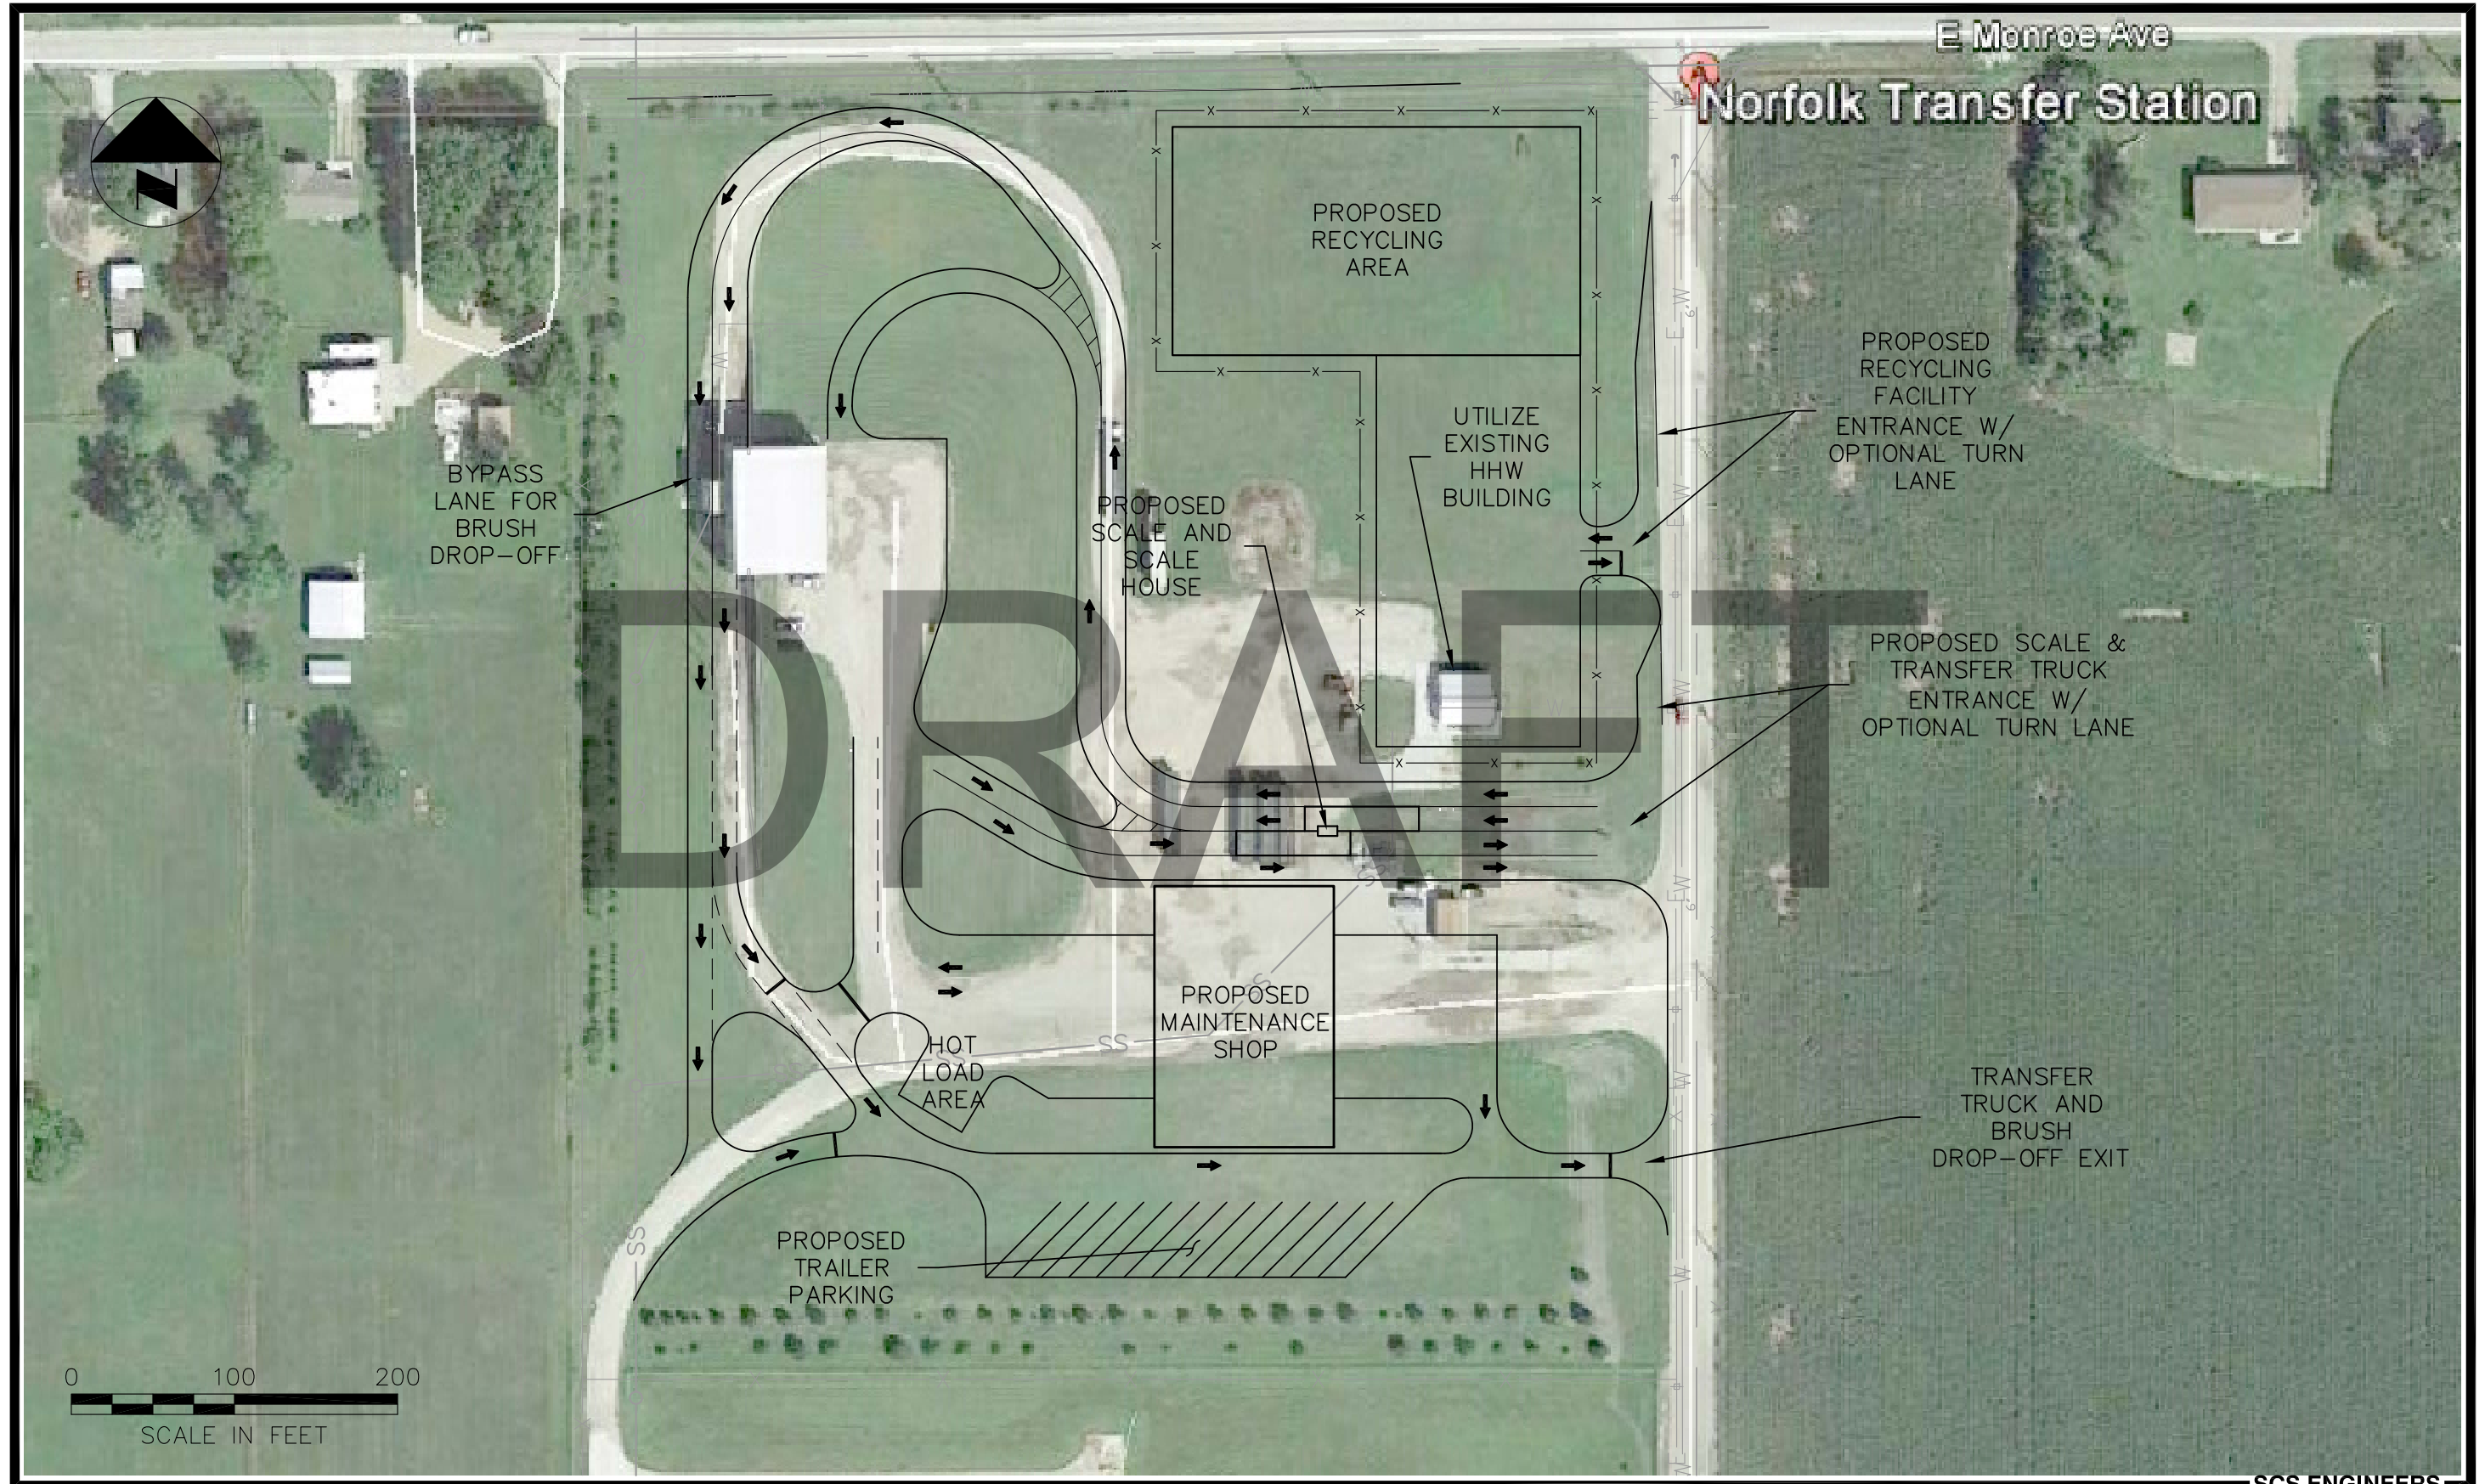 E Monroe Ave
Norfolk Transfer Station
N
PROPOSED
RECYCLING
AREA
PROPOSED
RECYCLING
FACILITY
ENTRANCE W/
OPTIONAL TURN
LANE
UTILIZE
EXISTING
HHW
BUILDING
BYPASS
LANE FOR
BRUSH
DROP-OFF
PROPOSED
SCALE AND
SCALE
HOUSE
DRAFT
PROPOSED SCALE &
TRANSFER TRUCK
ENTRANCE W/
OPTIONAL TURN LANE
PROPOSED
MAINTENANCE
SHOP
HOT
LOAD
AREA
TRANSFER
TRUCK AND
BRUSH
DROP-OFF EXIT
PROPOSED
TRAILER
PARKING
SS
SS
SS
SS
0 100 200
SCALE IN FEET
SCS ENGINEERS